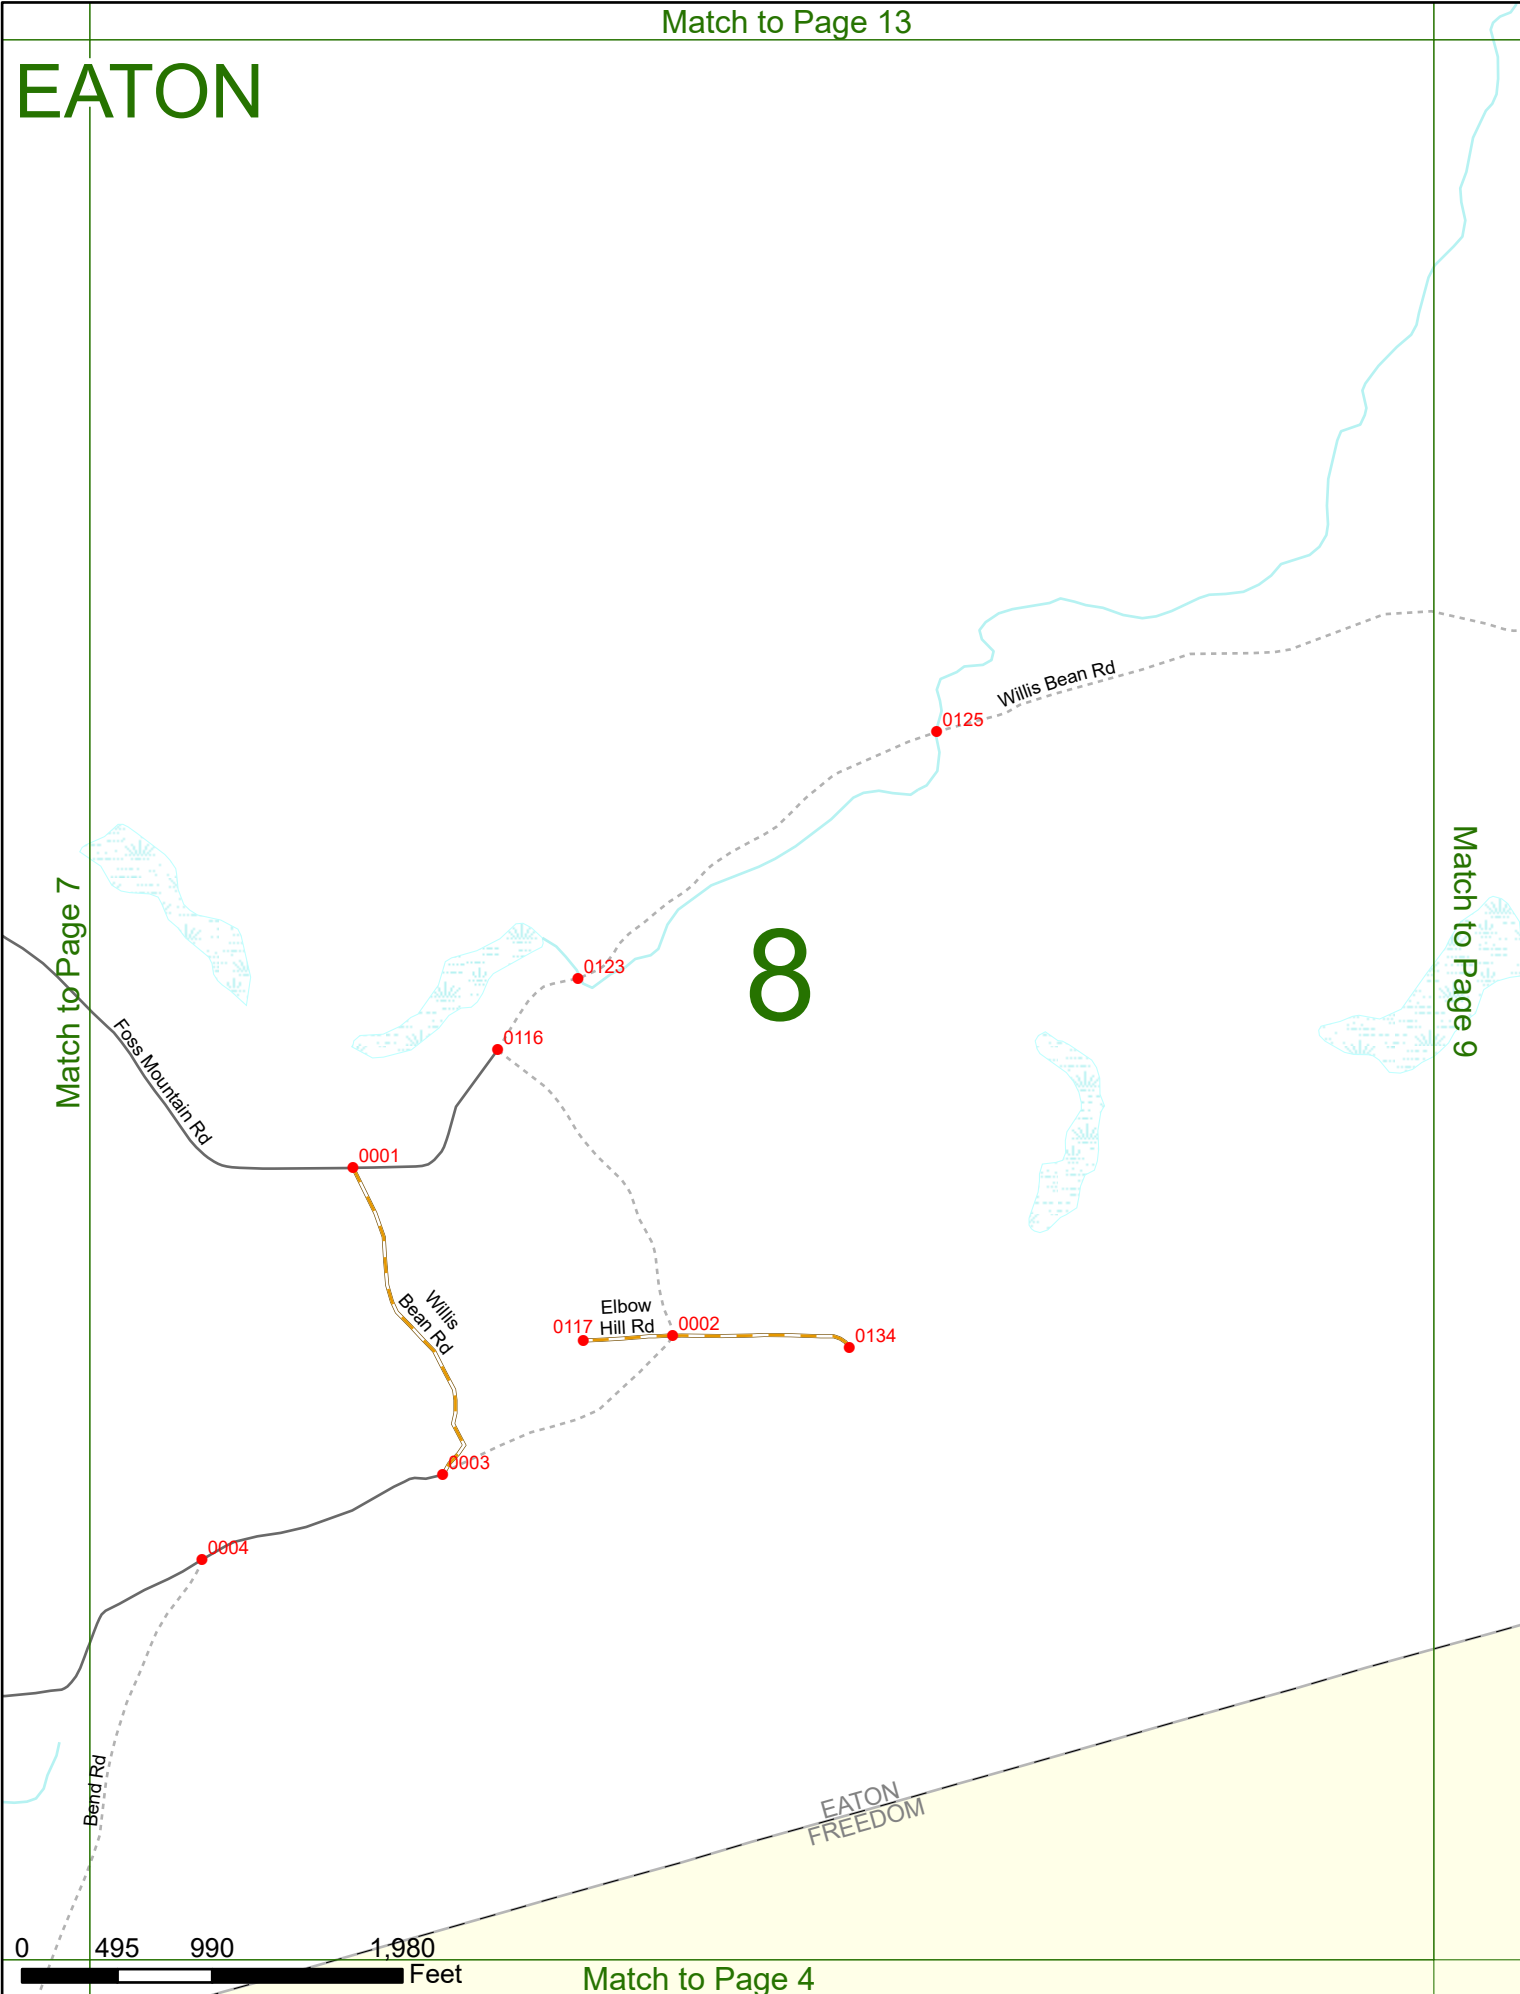 Match to Page 13
EATON
Willis Bean Rd
0125
Match to Page 7
Match to Page 9
8
0123
0116
Foss Mountain Rd
0001
Willis
Bean Rd
Elbow
Hill Rd
0117
0002
0134
0003
0004
Bend Rd
EATON
FREEDOM
0 495 990 1,980
Feet
Match to Page 4